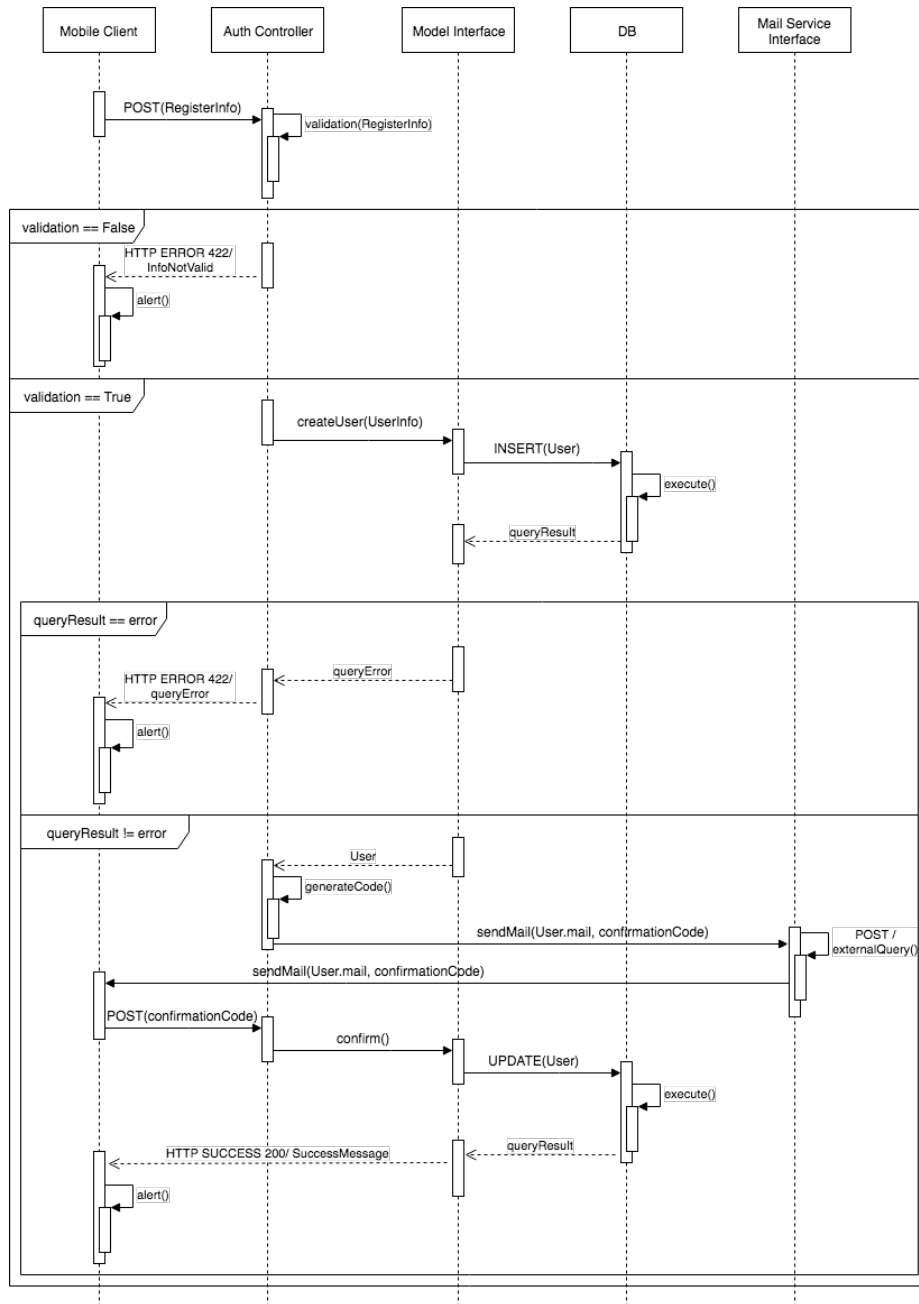 Mobile Client
Auth Controller
Model Interface
DB
Mail Service
Interface
POST(RegisterInfo)
validation(RegisterInfo)
validation == False
HTTP ERROR 422/
InfoNotValid
alert()
validation == True
createUser(UserInfo)
INSERT(User)
execute()
queryResult
queryResult == error
queryError
HTTP ERROR 422/
queryError
alert()
queryResult != error
User
generateCode()
sendMail(User.mail, confirmationCode)
POST /
externalQuery()
sendMail(User.mail, confirmationCode)
POST(confirmationCode)
confirm()
UPDATE(User)
execute()
queryResult
HTTP SUCCESS 200/ SuccessMessage
alert()